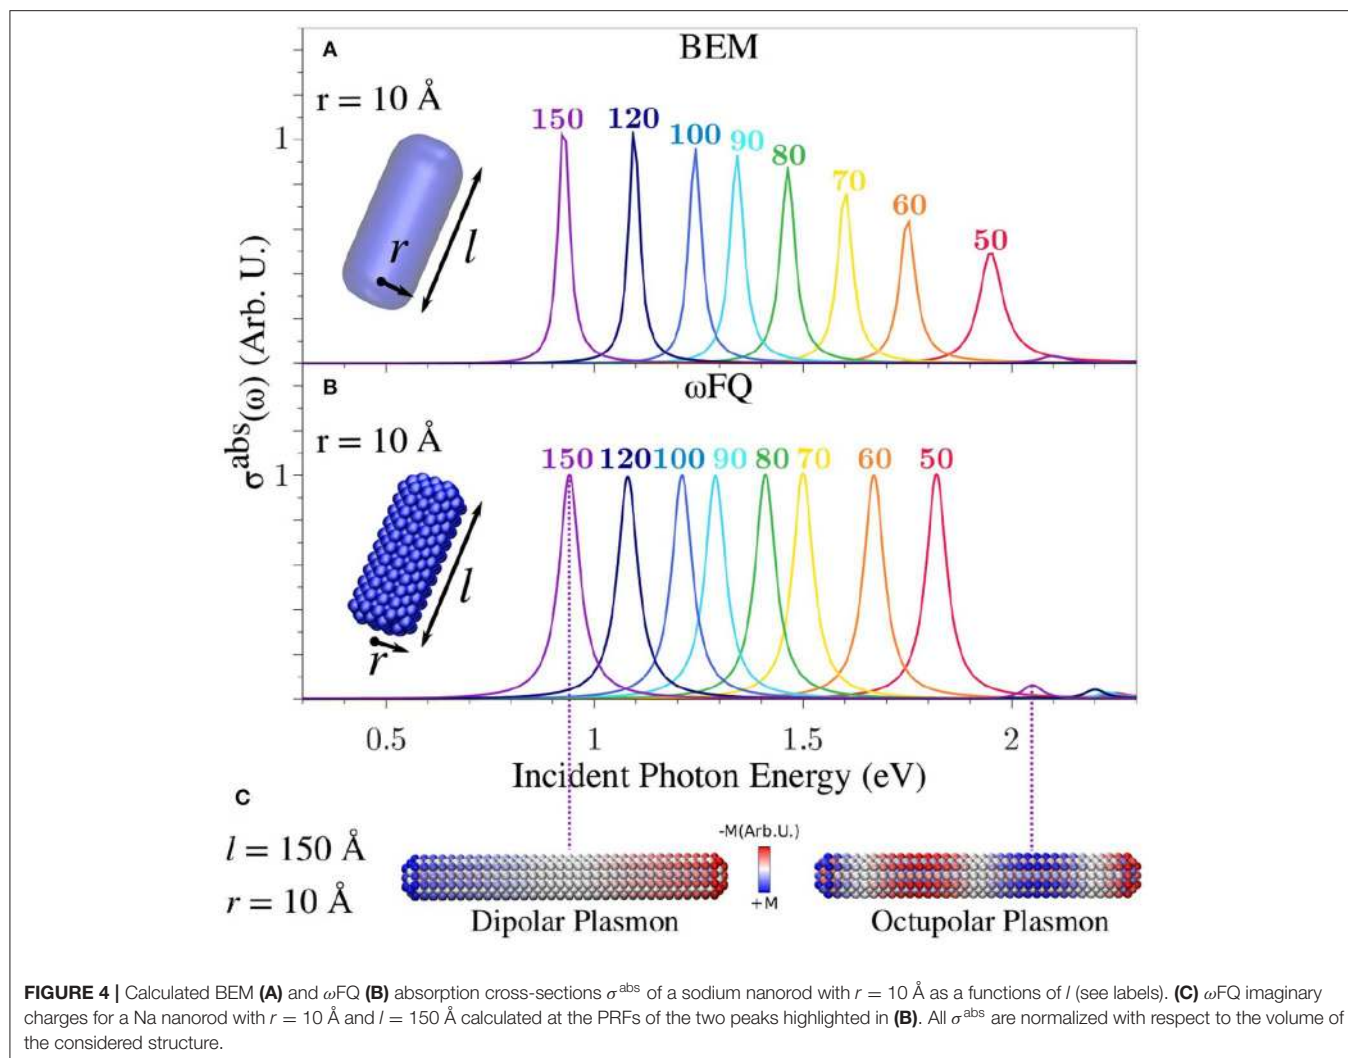 A
BEM
r = 10 Å
150 120 100 90 80 70 60 50
1
r
l
σabs(ω) (Arb. U.)
B
ωFQ
r = 10 Å
150 120 100 90 80 70 60 50
1
l
r
0.5 1 1.5 2
Incident Photon Energy (eV)
C
l = 150 Å
r = 10 Å
-M(Arb.U.)
+M
Dipolar Plasmon
Octupolar Plasmon
FIGURE 4 | Calculated BEM (A) and ωFQ (B) absorption cross-sections σabs of a sodium nanorod with r = 10 Å as a functions of l (see labels). (C) ωFQ imaginary
charges for a Na nanorod with r = 10 Å and l = 150 Å calculated at the PRFs of the two peaks highlighted in (B). All σabs are normalized with respect to the volume of
the considered structure.